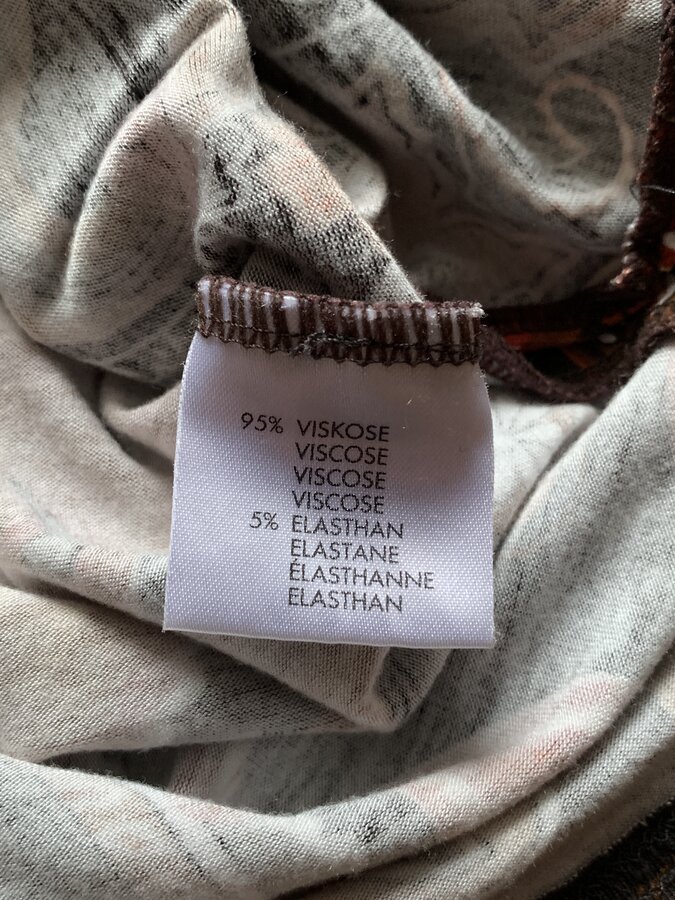 95% VISKOSE
VISCOSE
VISCOSE
VISCOSE
5% ELASTHAN
ELASTANE
ÉLASTHANNE
ELASTHAN